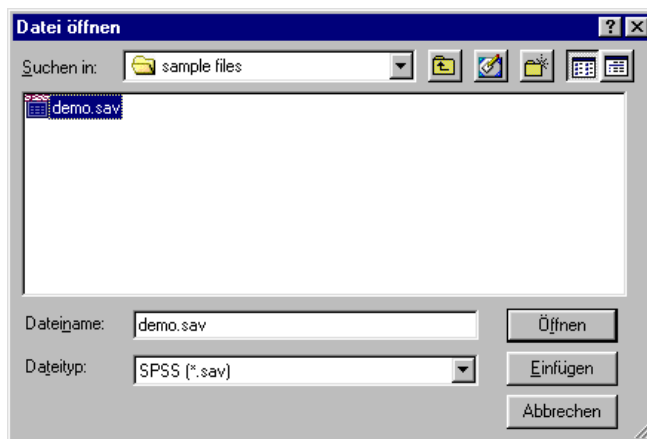 Datei öffnen
Suchen in: sample files
demo.sav
Dateiname: demo.sav Öffnen
Dateityp: SPSS (*.sav) Einfügen
Abbrechen